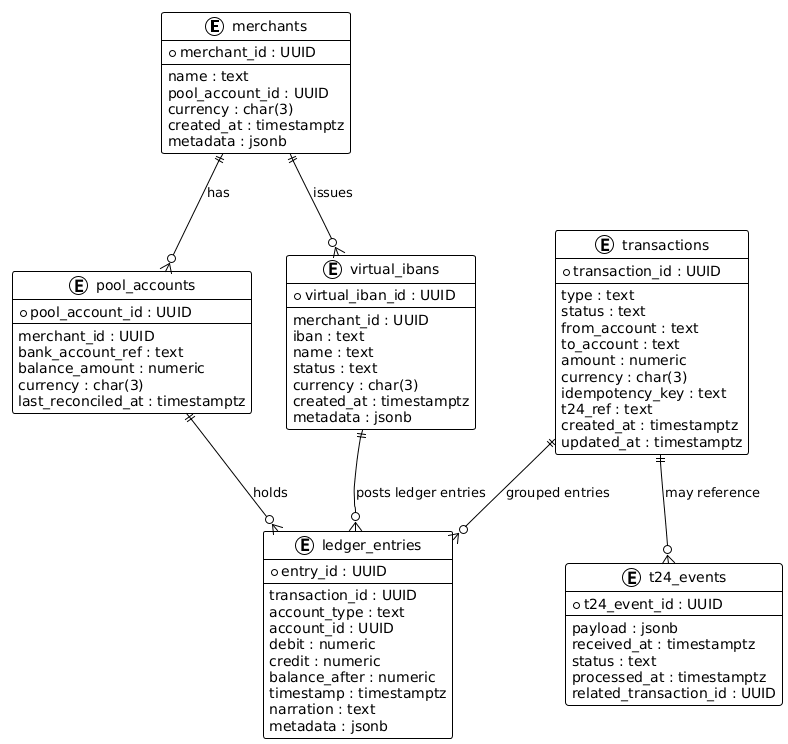 E merchants
merchant_id : UUID
name : text
pool_account_id : UUID
currency : char(3)
created_at : timestamptz
metadata : jsonb
has
issues
E pool_accounts
pool_account_id : UUID
merchant_id : UUID
bank_account_ref : text
balance_amount : numeric
currency : char(3)
last_reconciled_at : timestamptz
E virtual_ibans
virtual_iban_id : UUID
merchant_id : UUID
iban : text
name : text
status : text
currency : char(3)
created_at : timestamptz
metadata : jsonb
E transactions
transaction_id : UUID
type : text
status : text
from_account : text
to_account : text
amount : numeric
currency : char(3)
idempotency_key : text
t24_ref : text
created_at : timestamptz
updated_at : timestamptz
holds
posts ledger entries
grouped entries
may reference
E ledger_entries
entry_id : UUID
transaction_id : UUID
account_type : text
account_id : UUID
debit : numeric
credit : numeric
balance_after : numeric
timestamp : timestamptz
narration : text
metadata : jsonb
E t24_events
t24_event_id : UUID
payload : jsonb
received_at : timestamptz
status : text
processed_at : timestamptz
related_transaction_id : UUID